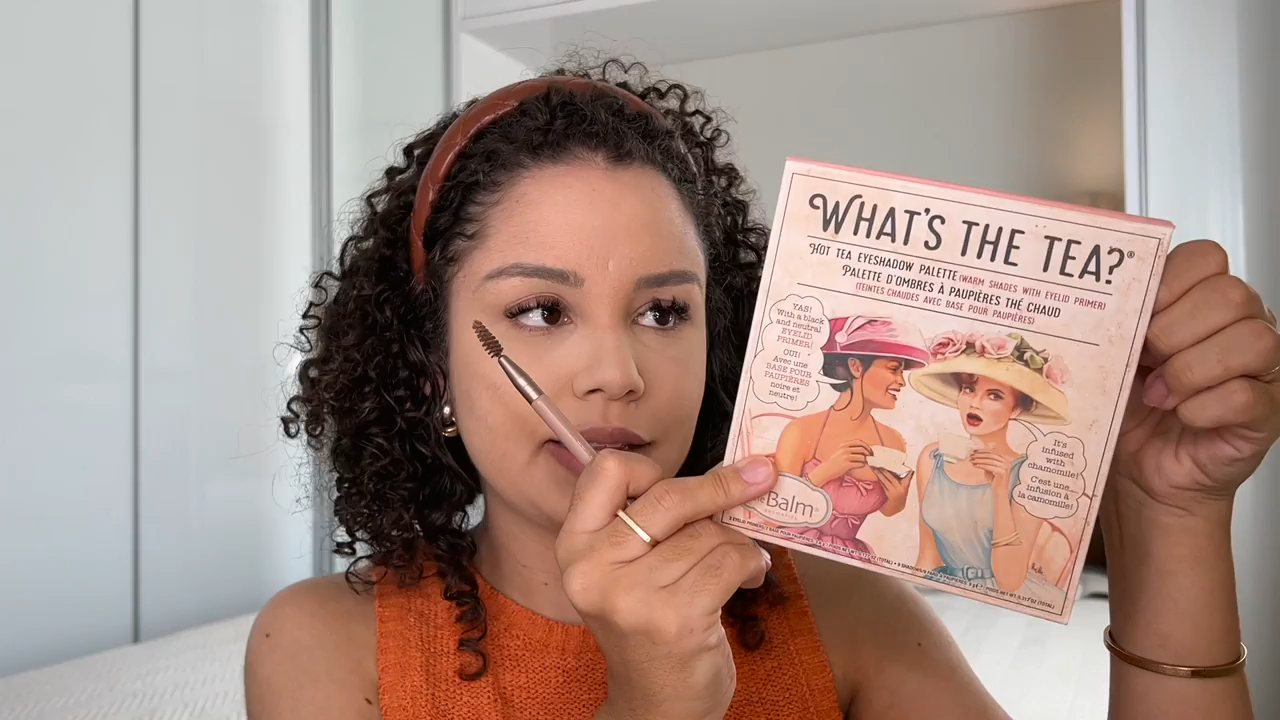 WHAT'S THE TEA?®
HOT TEA EYESHADOW PALETTE (WARM SHADES WITH EYELID PRIMER)
PALETTE D'OMBRES À PAUPIÈRES THÉ CHAUD
(TEINTES CHAUDES AVEC BASE POUR PAUPIÈRES)
YAS!
With a black
and neutral
EYELID
PRIMER!
OUI!
Avec une
BASE POUR
PAUPIÈRES
noire et
neutre!
It's
infused
with
chamomile!
C'est une
infusion à
la camomille!
Balm®